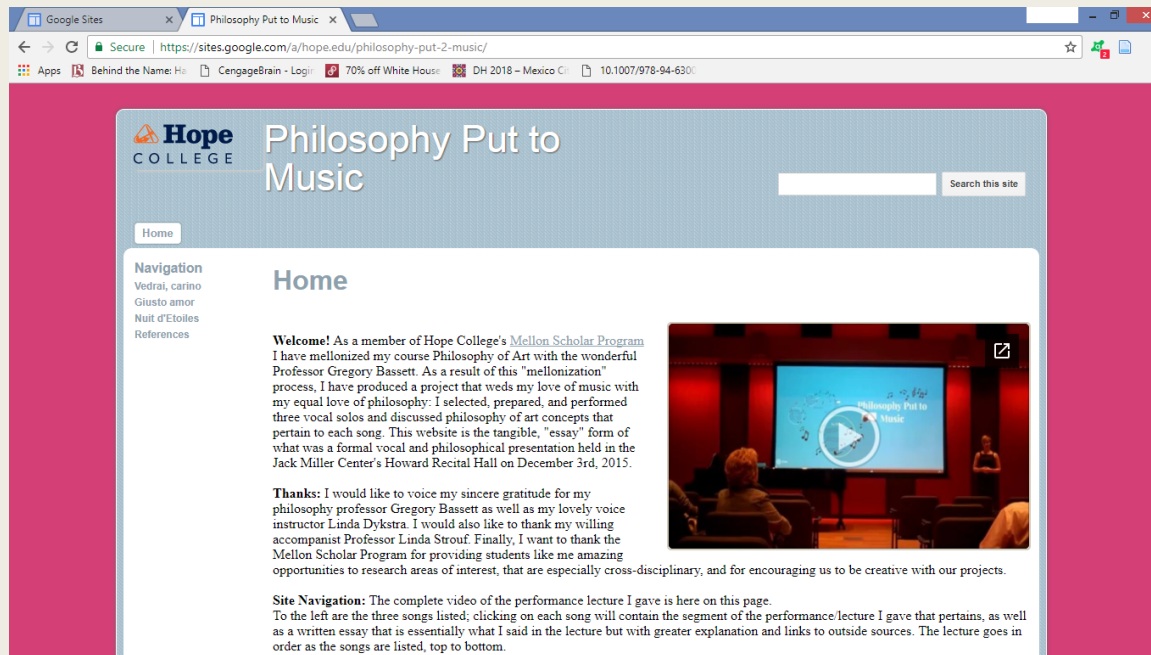 Google Sites
Philosophy Put to Music
Secure | https://sites.google.com/a/hope.edu/philosophy-put-2-music/
2
Apps Behind the Name: Ha CengageBrain - Login 70% off White House DH 2018 – Mexico Ci 10.1007/978-94-6300
Hope
COLLEGE
Philosophy Put to
Music
Search this site
Home
Navigation
Vedrai, carino
Giusto amor
Nuit d'Etoiles
References
Home
Welcome! As a member of Hope College's Mellon Scholar Program
I have mellonized my course Philosophy of Art with the wonderful
Professor Gregory Bassett. As a result of this "mellonization"
process, I have produced a project that weds my love of music with
my equal love of philosophy: I selected, prepared, and performed
three vocal solos and discussed philosophy of art concepts that
pertain to each song. This website is the tangible, "essay" form of
what was a formal vocal and philosophical presentation held in the
Jack Miller Center's Howard Recital Hall on December 3rd, 2015.
Philosophy Put to
Music
Thanks: I would like to voice my sincere gratitude for my
philosophy professor Gregory Bassett as well as my lovely voice
instructor Linda Dykstra. I would also like to thank my willing
accompanist Professor Linda Strouf. Finally, I want to thank the
Mellon Scholar Program for providing students like me amazing
opportunities to research areas of interest, that are especially cross-disciplinary, and for encouraging us to be creative with our projects.
Site Navigation: The complete video of the performance lecture I gave is here on this page.
To the left are the three songs listed; clicking on each song will contain the segment of the performance/lecture I gave that pertains, as well
as a written essay that is essentially what I said in the lecture but with greater explanation and links to outside sources. The lecture goes in
order as the songs are listed, top to bottom.